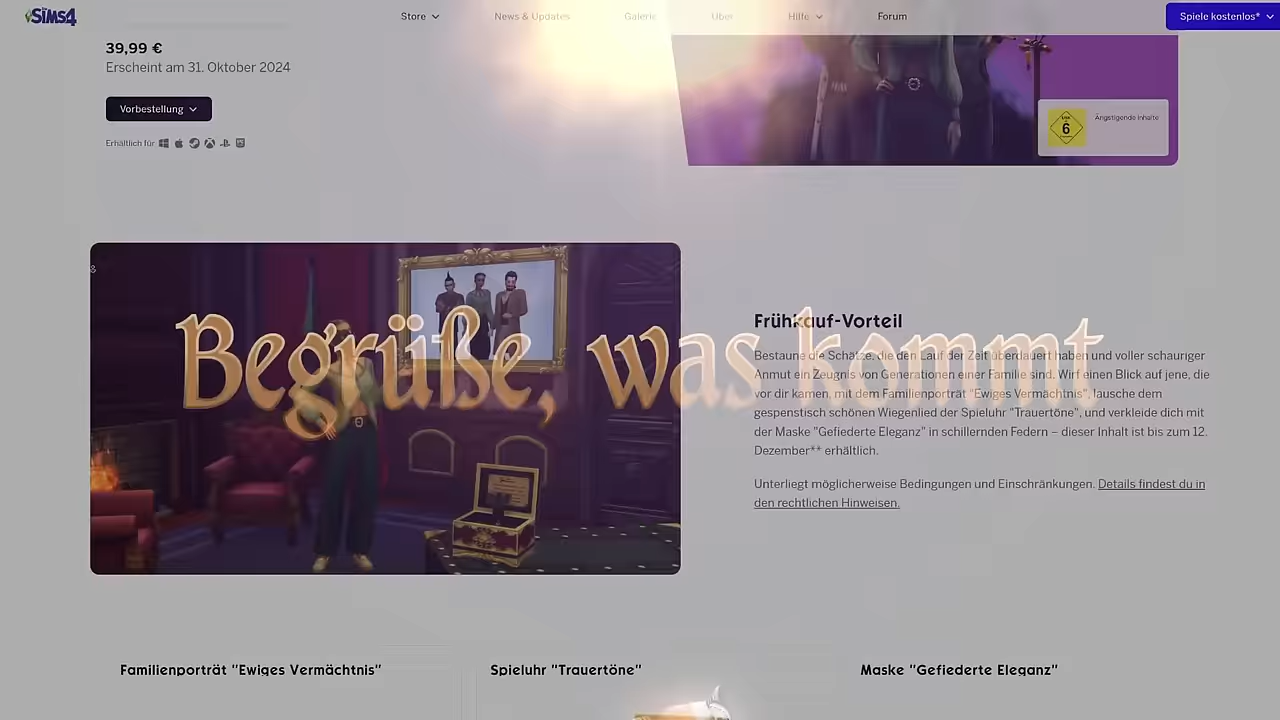 The Sims 4
Store
News & Updates
Galerie
Über
Hilfe
Forum
Spiele kostenlos*
39,99 €
Erscheint am 31. Oktober 2024
Vorbestellung
Erhältlich für
6
Ängstigende Inhalte
Begrüße, was kommt
Frühkauf-Vorteil
Bestaune die Schätze, die den Lauf der Zeit überdauert haben und voller schauriger
Anmut ein Zeugnis von Generationen einer Familie sind. Wirf einen Blick auf jene, die
vor dir kamen, mit dem Familienporträt "Ewiges Vermächtnis", lausche dem
gespenstisch schönen Wiegenlied der Spieluhr "Trauertöne", und verkleide dich mit
der Maske "Gefiederte Eleganz" in schillernden Federn – dieser Inhalt ist bis zum 12.
Dezember** erhältlich.
Unterliegt möglicherweise Bedingungen und Einschränkungen. Details findest du in
den rechtlichen Hinweisen.
Familienporträt "Ewiges Vermächtnis"
Spieluhr "Trauertöne"
Maske "Gefiederte Eleganz"